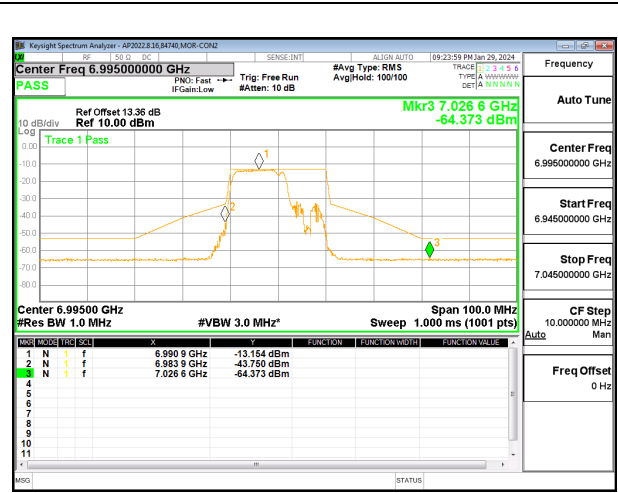 Keysight Spectrum Analyzer - AP2022.8.16,84740,MOR-CON2
RF 50 Ω DC SENSE:INT ALIGN AUTO 09:23:59 PM Jan 29, 2024
Center Freq 6.995000000 GHz
PASS
PNO: Fast
IFGain:Low
Trig: Free Run
#Atten: 10 dB
#Avg Type: RMS
Avg|Hold: 100/100
TRACE 1 2 3 4 5 6
TYPE A WWWWW
DET A N N N N N
Frequency
Ref Offset 13.36 dB
Ref 10.00 dBm
10 dB/div
Log
Mkr3 7.026 6 GHz
-64.373 dBm
Trace 1 Pass
0.00
-10.0
-20.0
-30.0
-40.0
-50.0
-60.0
-70.0
-80.0
1
2
3
Center 6.99500 GHz Span 100.0 MHz
#Res BW 1.0 MHz #VBW 3.0 MHz* Sweep 1.000 ms (1001 pts)
MKR MODE TRC SCL X Y FUNCTION FUNCTION WIDTH FUNCTION VALUE
1 N 1 f 6.990 9 GHz -13.154 dBm
2 N 1 f 6.983 9 GHz -43.750 dBm
3 N 1 f 7.026 6 GHz -64.373 dBm
4
5
6
7
8
9
10
11
MSG STATUS
Auto Tune
Center Freq
6.995000000 GHz
Start Freq
6.945000000 GHz
Stop Freq
7.045000000 GHz
CF Step
10.000000 MHz
Auto Man
Freq Offset
0 Hz